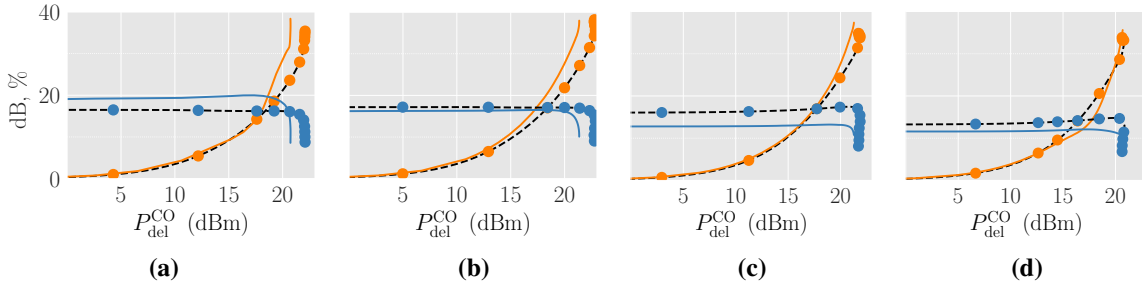 40
20
0
dB, %
5 10 15 20
5 10 15 20
5 10 15 20
5 10 15 20
P_del^CO (dBm)
P_del^CO (dBm)
P_del^CO (dBm)
P_del^CO (dBm)
(a)
(b)
(c)
(d)